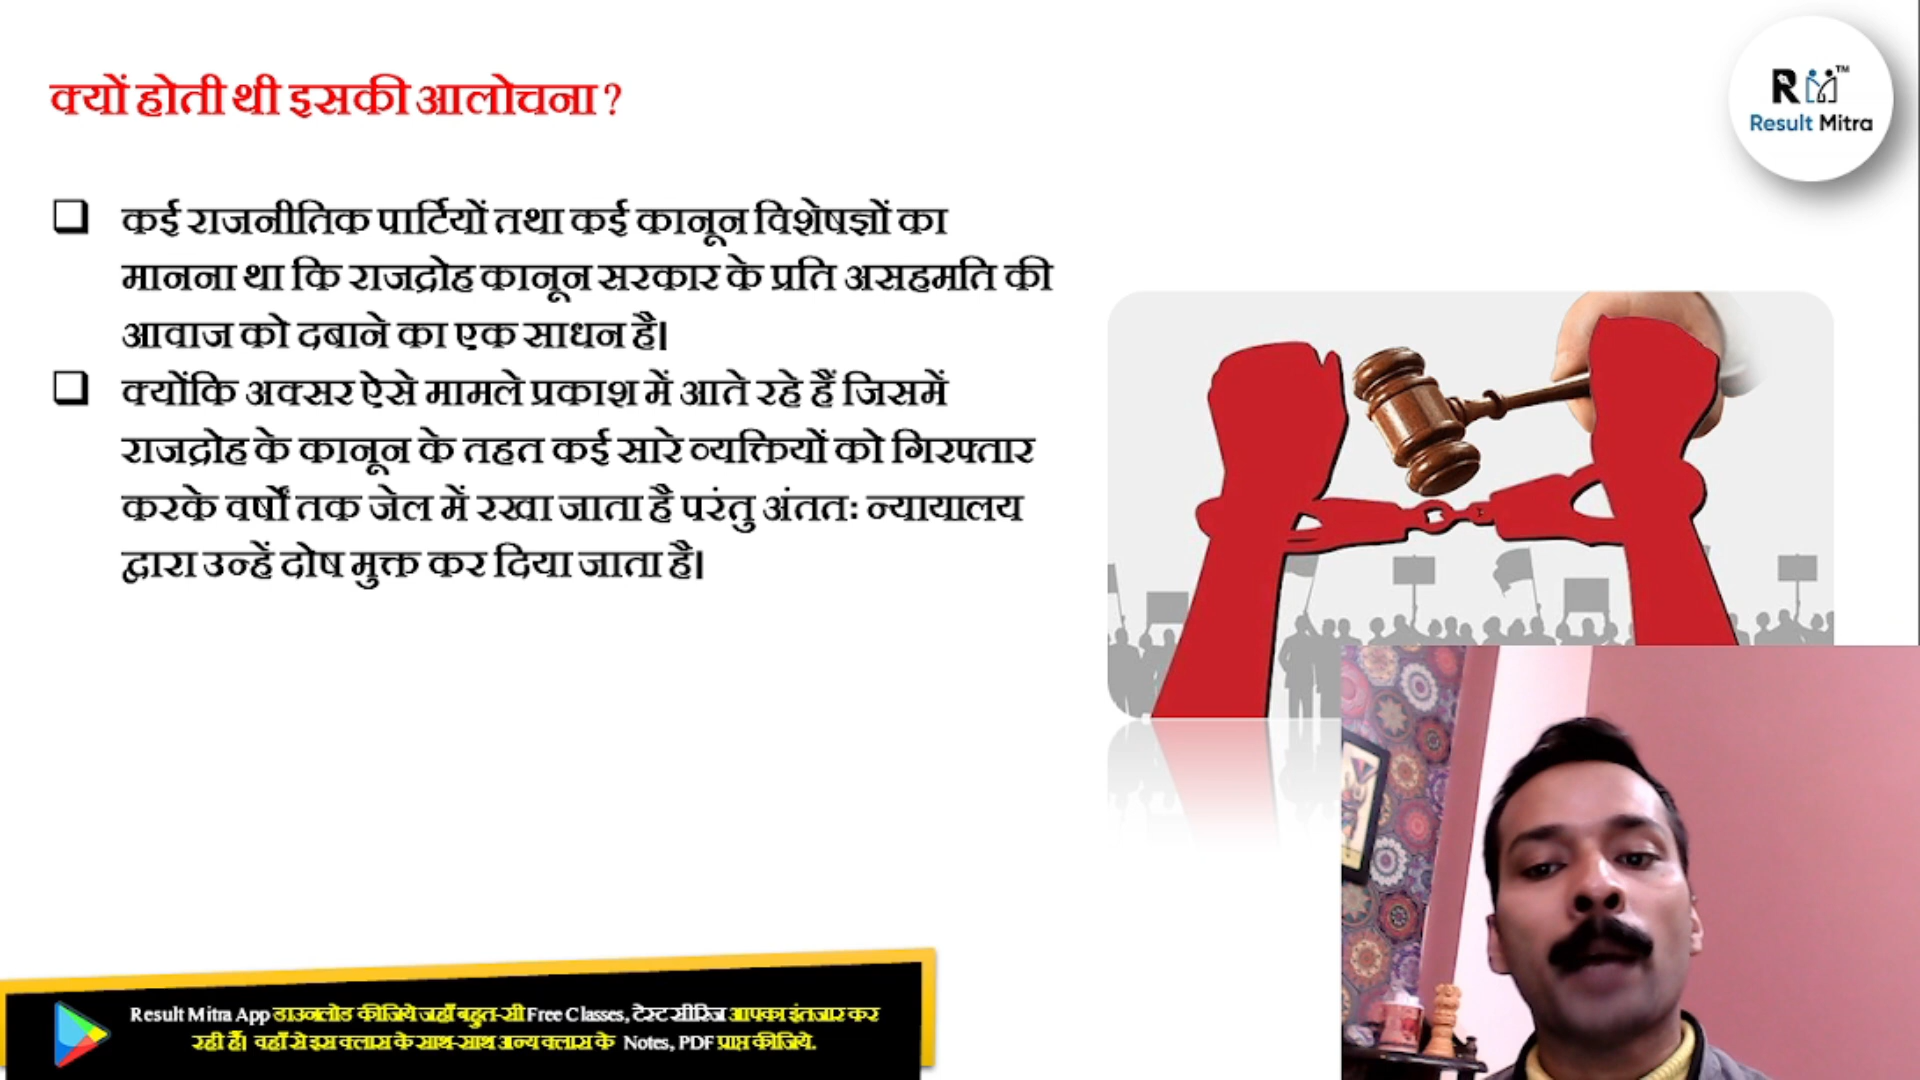 क्यों होती थी इसकी आलोचना?
RM™
Result Mitra
कई राजनीतिक पार्टियों तथा कई कानून विशेषज्ञों का
मानना था कि राजद्रोह कानून सरकार के प्रति असहमति की
आवाज को दबाने का एक साधन है।
क्योंकि अक्सर ऐसे मामले प्रकाश में आते रहे हैं जिसमें
राजद्रोह के कानून के तहत कई सारे व्यक्तियों को गिरफ्तार
करके वर्षों तक जेल में रखा जाता है परंतु अंततः न्यायालय
द्वारा उन्हें दोष मुक्त कर दिया जाता है।
Result Mitra App डाउनलोड कीजिये जहाँ बहुत-सी Free Classes, टेस्ट सीरिज आपका इंतजार कर
रही हैं। वहाँ से इस क्लास के साथ-साथ अन्य क्लास के Notes, PDF प्राप्त कीजिये.